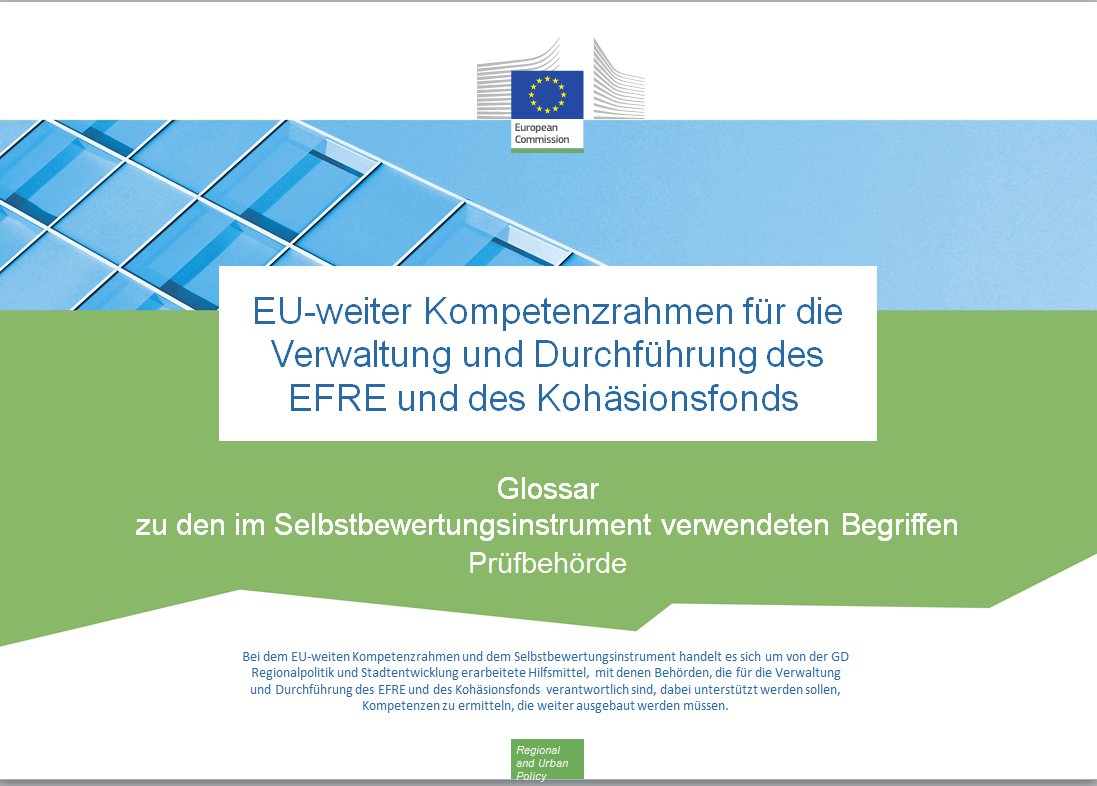 European
Commission
EU-weiter Kompetenzrahmen für die
Verwaltung und Durchführung des
EFRE und des Kohäsionsfonds
Glossar
zu den im Selbstbewertungsinstrument verwendeten Begriffen
Prüfbehörde
Bei dem EU-weiten Kompetenzrahmen und dem Selbstbewertungsinstrument handelt es sich um von der GD
Regionalpolitik und Stadtentwicklung erarbeitete Hilfsmittel, mit denen Behörden, die für die Verwaltung
und Durchführung des EFRE und des Kohäsionsfonds verantwortlich sind, dabei unterstützt werden sollen,
Kompetenzen zu ermitteln, die weiter ausgebaut werden müssen.
Regional
and Urban
Policy